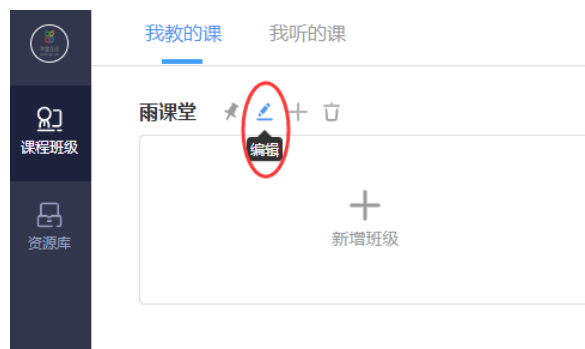 我教的课 我听的课
课程班级
资源库
雨课堂
编辑
新增班级